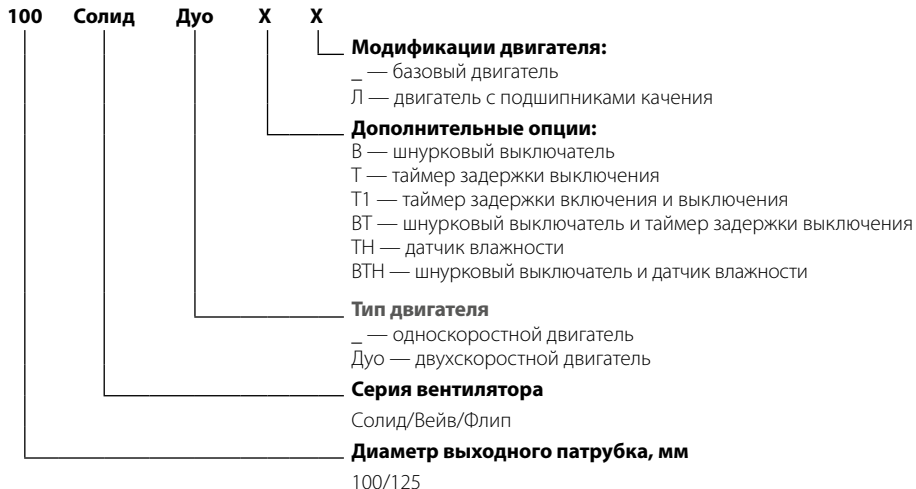 100 Солид Дуо X X
Модификации двигателя:
_ — базовый двигатель
Л — двигатель с подшипниками качения
Дополнительные опции:
В — шнурковый выключатель
Т — таймер задержки выключения
Т1 — таймер задержки включения и выключения
ВТ — шнурковый выключатель и таймер задержки выключения
ТН — датчик влажности
ВТН — шнурковый выключатель и датчик влажности
Тип двигателя
_ — односкоростной двигатель
Дуо — двухскоростной двигатель
Серия вентилятора
Солид/Вейв/Флип
Диаметр выходного патрубка, мм
100/125